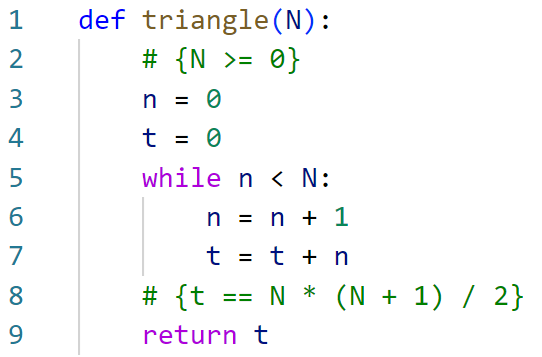 1 def triangle(N):
2     # {N >= 0}
3     n = 0
4     t = 0
5     while n < N:
6         n = n + 1
7         t = t + n
8     # {t == N * (N + 1) / 2}
9     return t